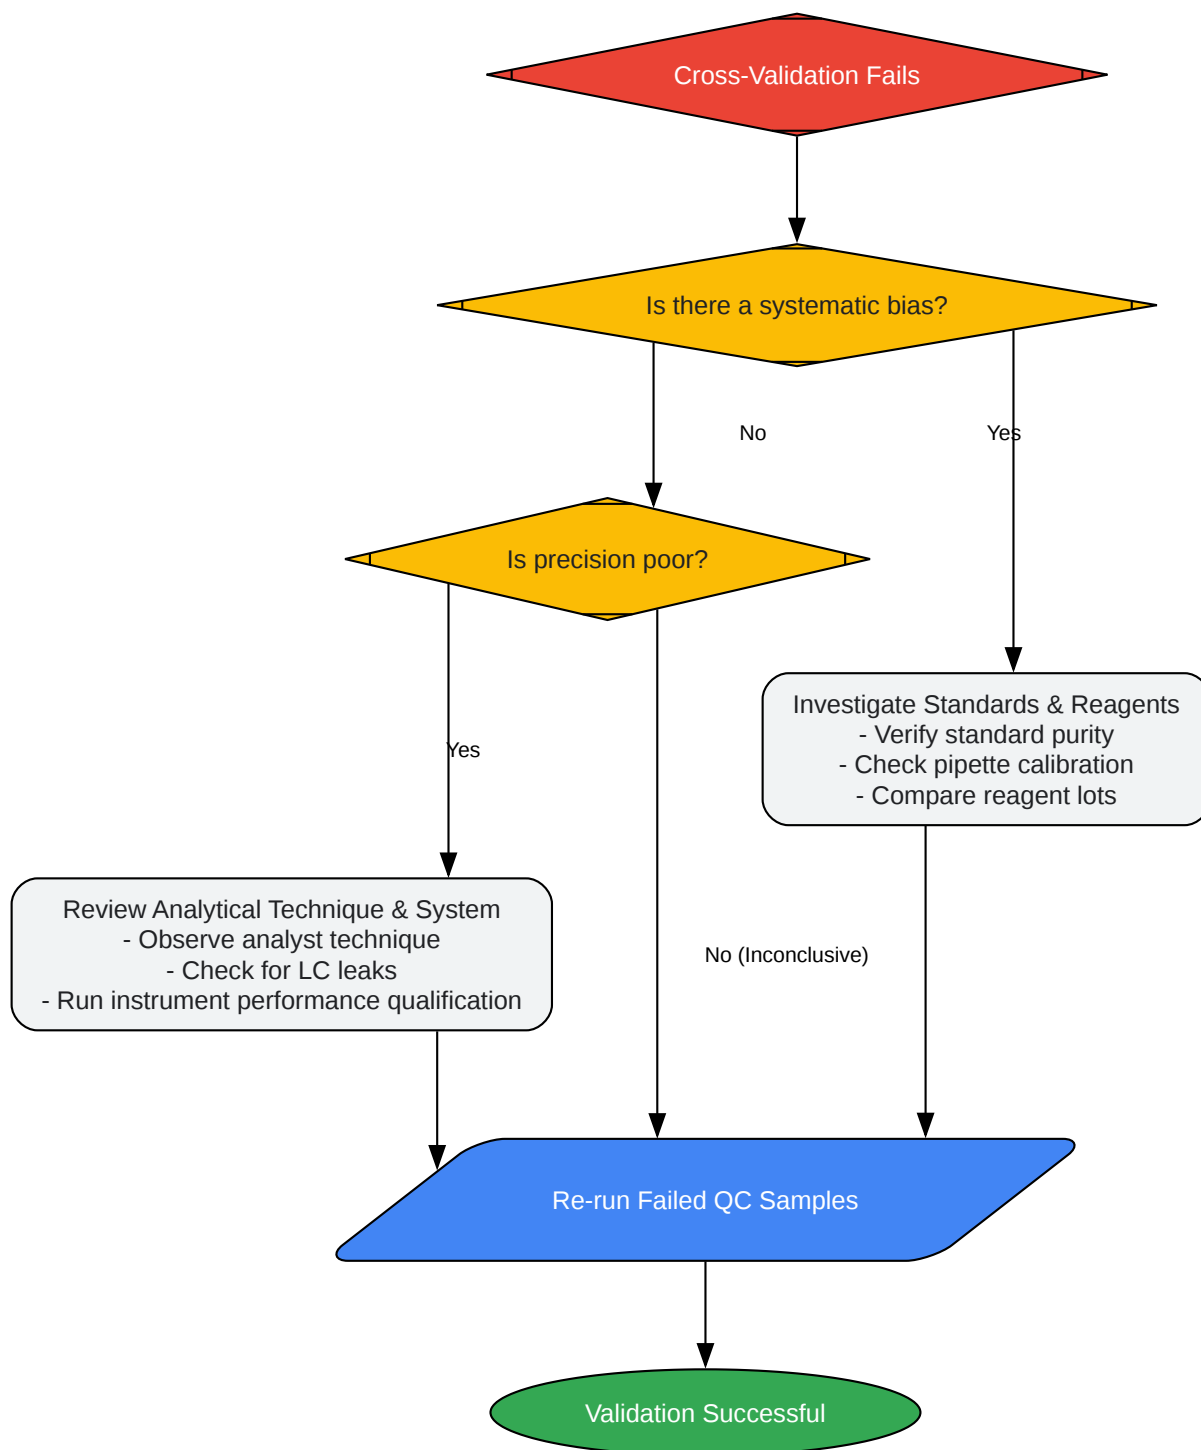 Cross-Validation Fails
Is there a systematic bias?
No
Yes
Is precision poor?
Investigate Standards & Reagents
- Verify standard purity
- Check pipette calibration
- Compare reagent lots
Yes
Review Analytical Technique & System
- Observe analyst technique
- Check for LC leaks
- Run instrument performance qualification
No (Inconclusive)
Re-run Failed QC Samples
Validation Successful